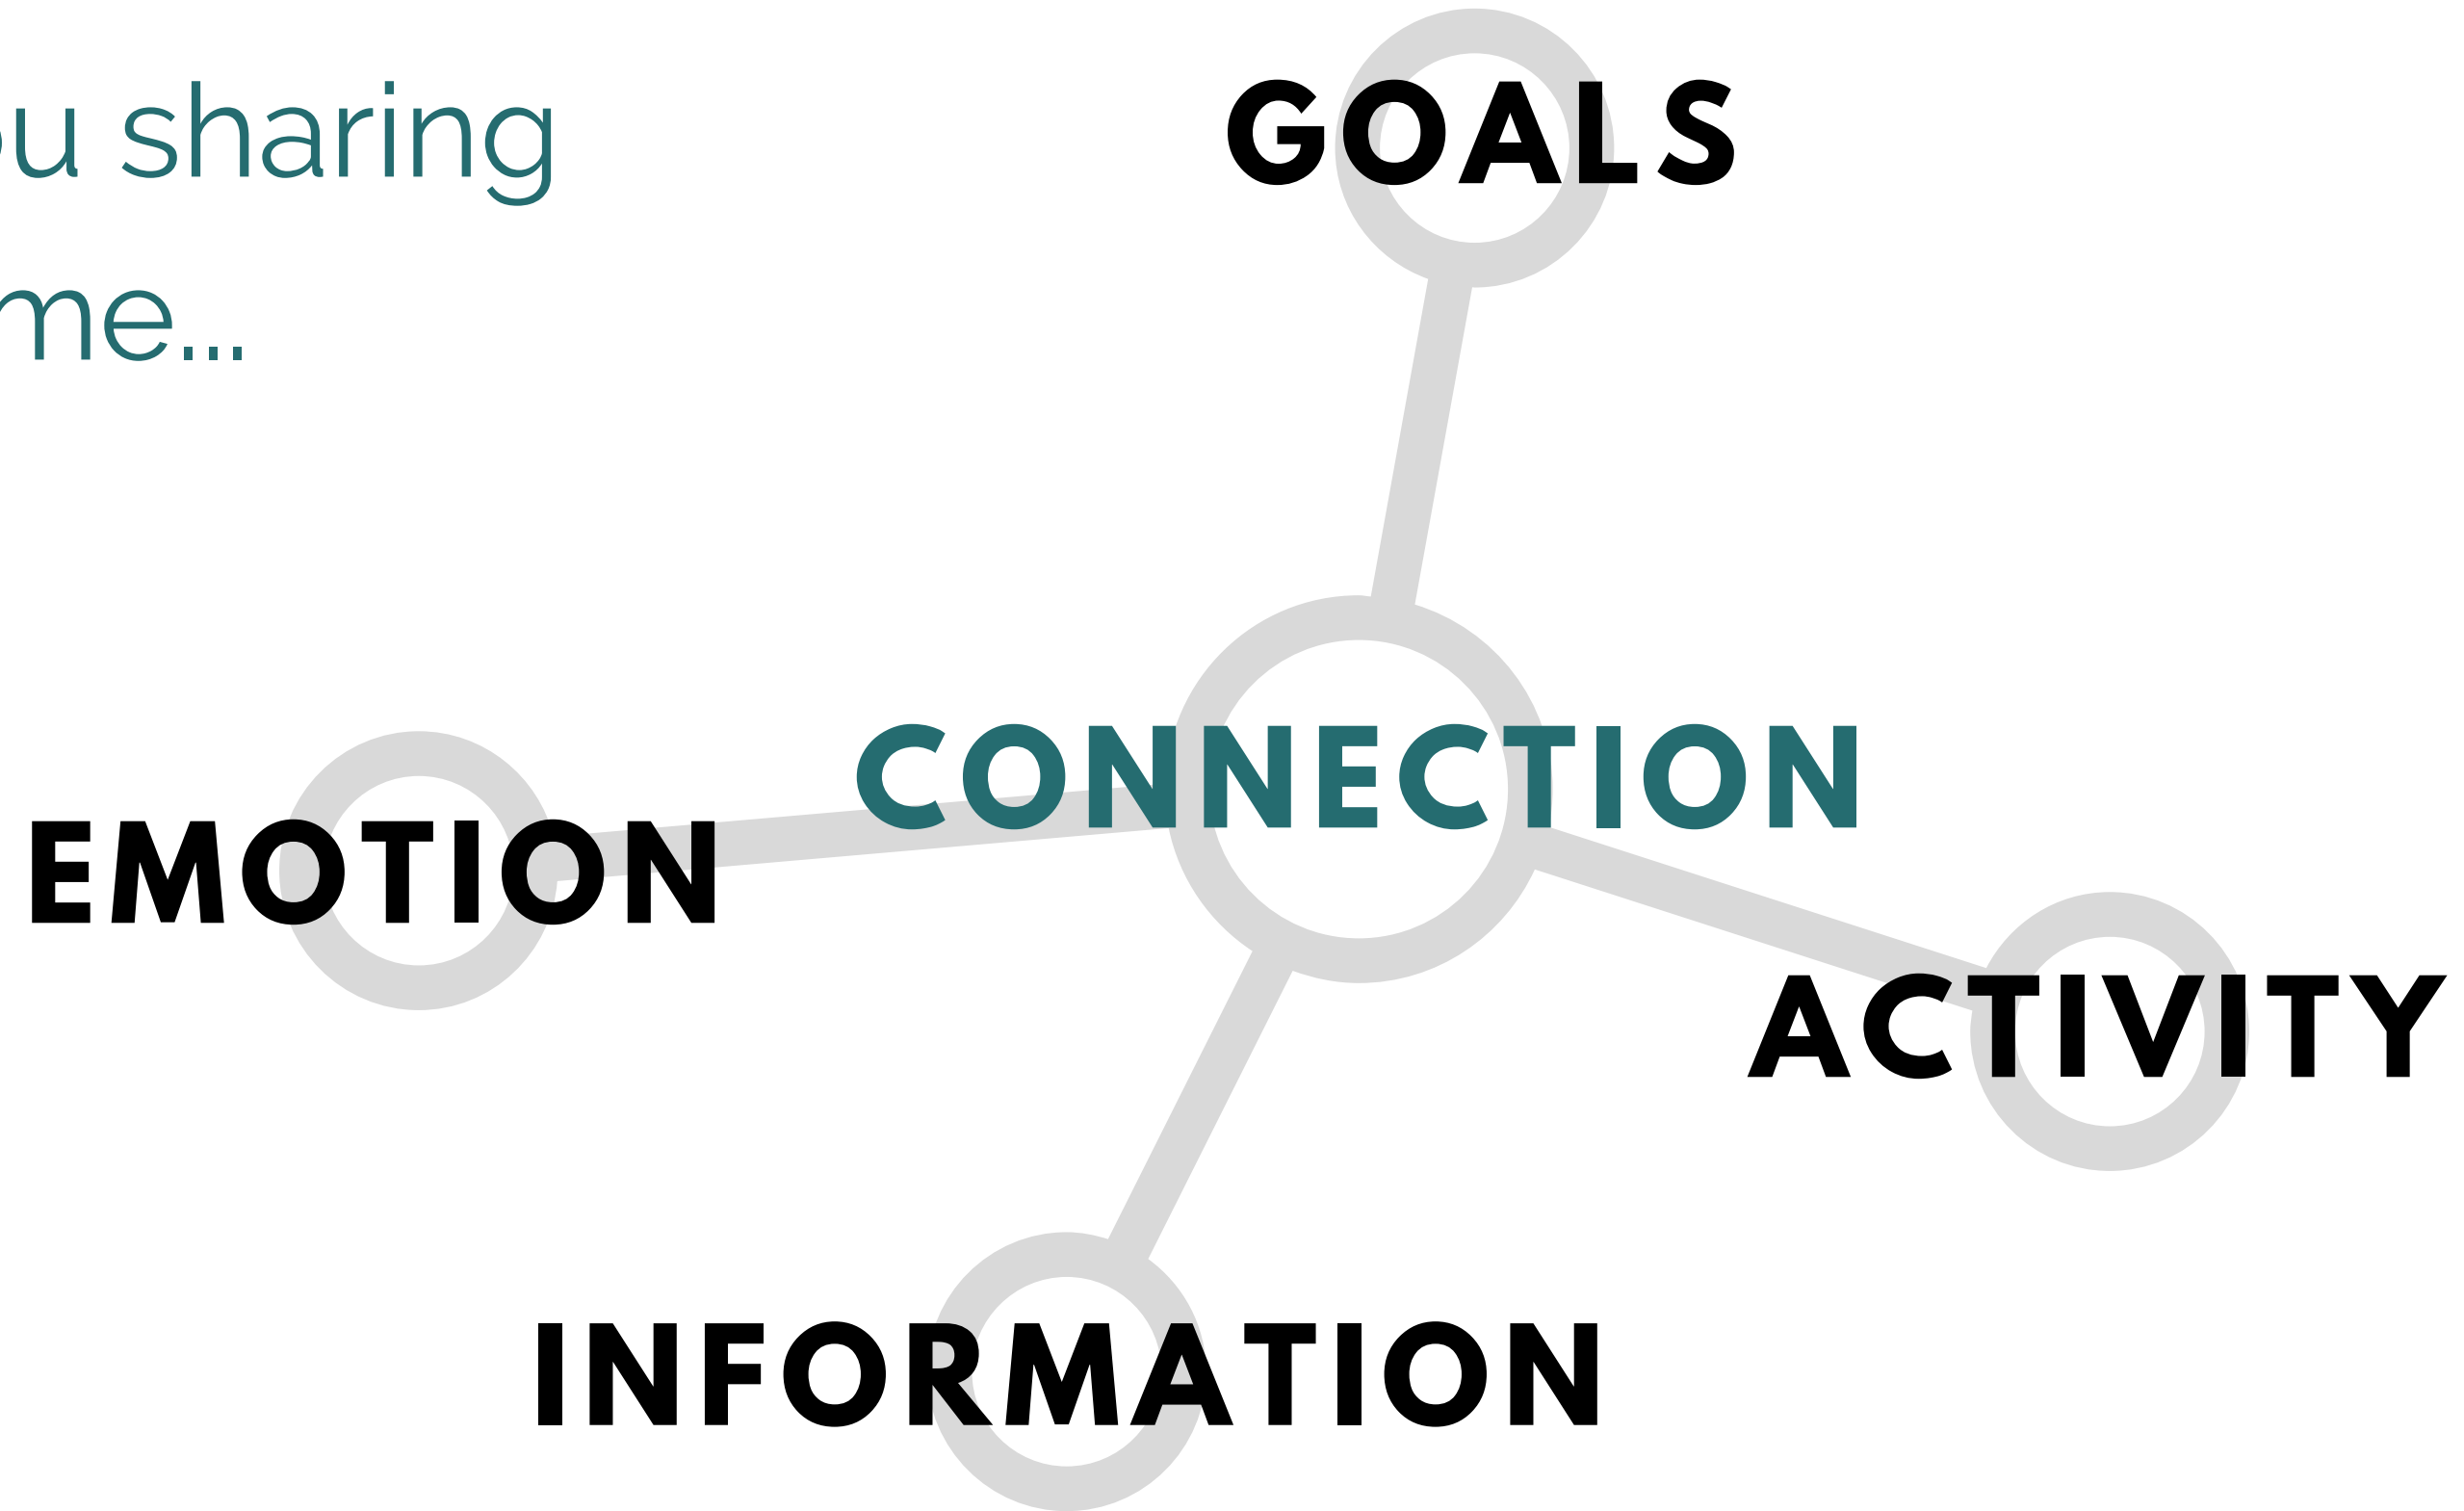 u sharing
me...
GOALS
CONNECTION
EMOTION
ACTIVITY
INFORMATION